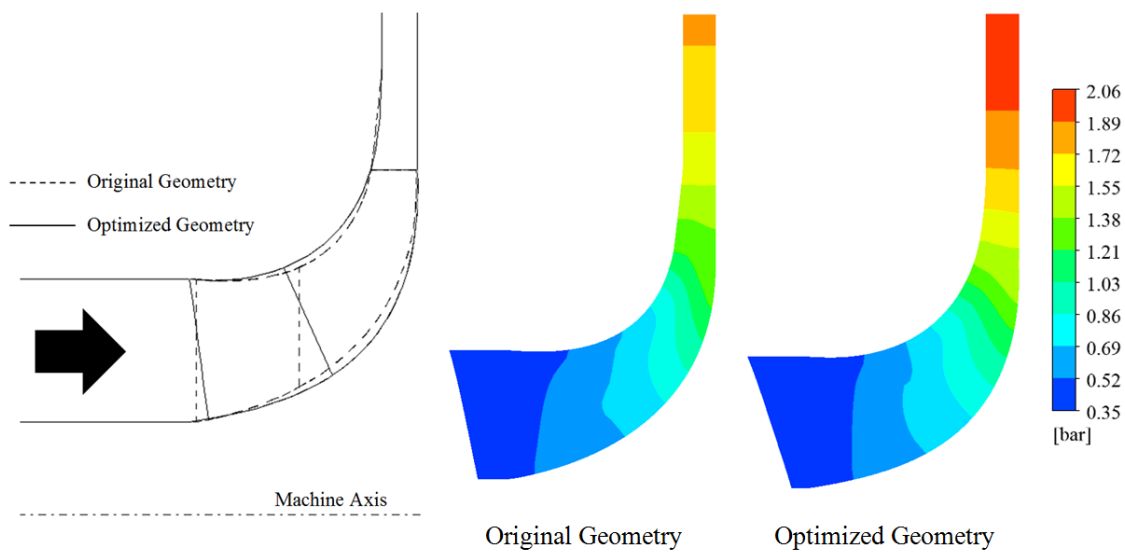 Original Geometry
Optimized Geometry
Machine Axis
Original Geometry
Optimized Geometry
2.06
1.89
1.72
1.55
1.38
1.21
1.03
0.86
0.69
0.52
0.35
[bar]